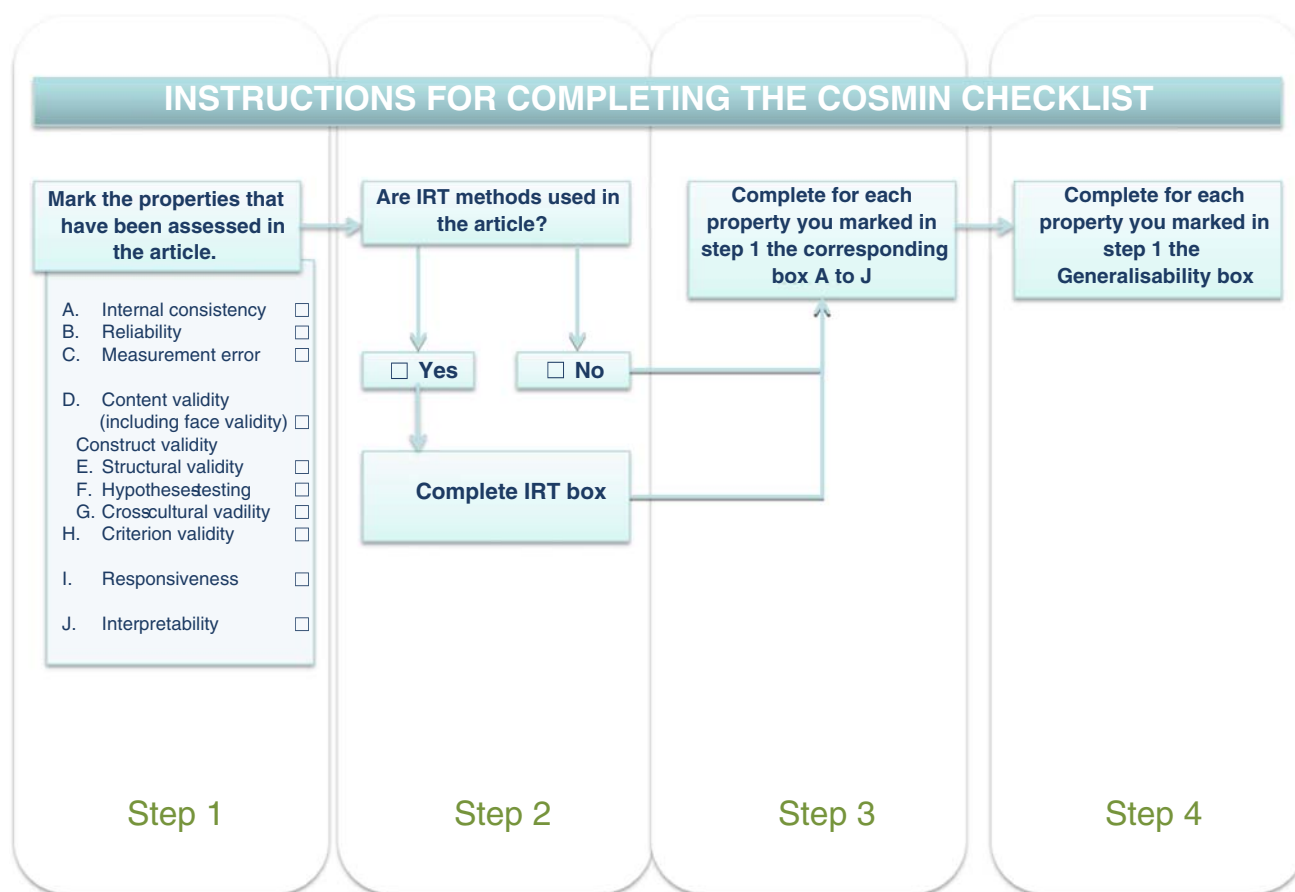 INSTRUCTIONS FOR COMPLETING THE COSMIN CHECKLIST
Mark the properties that
have been assessed in
the article.
A. Internal consistency □
B. Reliability □
C. Measurement error □
D. Content validity
(including face validity) □
Construct validity
E. Structural validity □
F. Hypothesestesting □
G. Crosscultural vadility □
H. Criterion validity □
I. Responsiveness □
J. Interpretability □
Step 1
Are IRT methods used in
the article?
□ Yes
□ No
Complete IRT box
Step 2
Complete for each
property you marked in
step 1 the corresponding
box A to J
Step 3
Complete for each
property you marked in
step 1 the
Generalisability box
Step 4